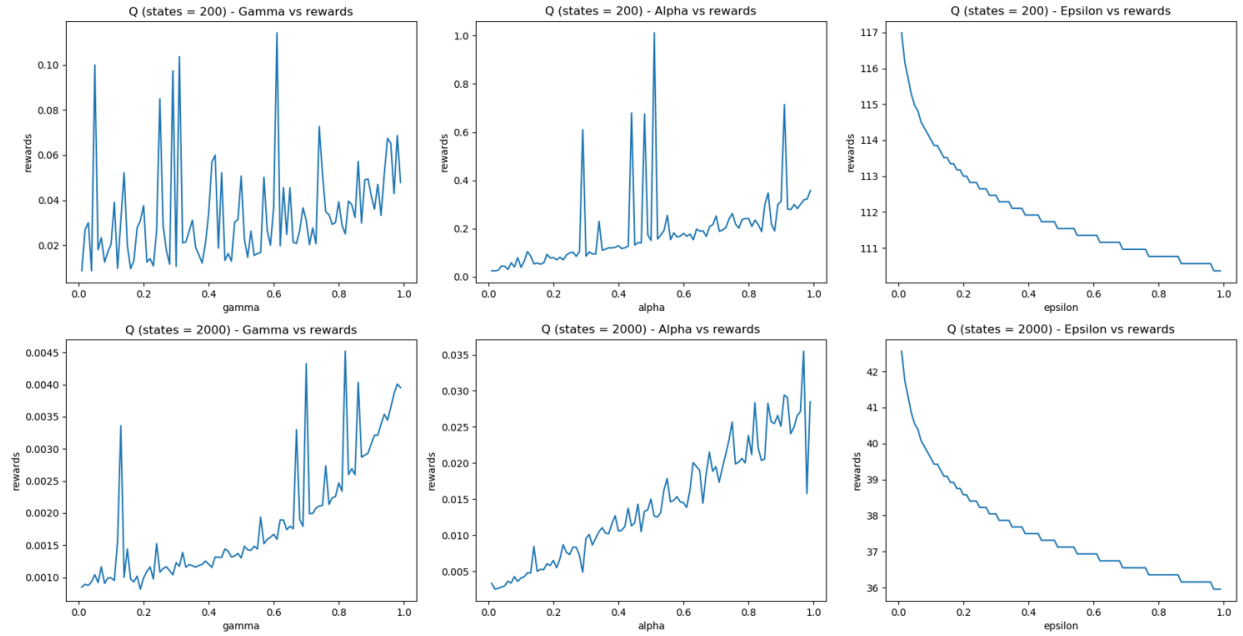 Q (states = 200) - Gamma vs rewards
rewards
0.10
0.08
0.06
0.04
0.02
0.0 0.2 0.4 0.6 0.8 1.0
gamma
Q (states = 200) - Alpha vs rewards
rewards
1.0
0.8
0.6
0.4
0.2
0.0
0.0 0.2 0.4 0.6 0.8 1.0
alpha
Q (states = 200) - Epsilon vs rewards
rewards
117
116
115
114
113
112
111
0.0 0.2 0.4 0.6 0.8 1.0
epsilon
Q (states = 2000) - Gamma vs rewards
rewards
0.0045
0.0040
0.0035
0.0030
0.0025
0.0020
0.0015
0.0010
0.0 0.2 0.4 0.6 0.8 1.0
gamma
Q (states = 2000) - Alpha vs rewards
rewards
0.035
0.030
0.025
0.020
0.015
0.010
0.005
0.0 0.2 0.4 0.6 0.8 1.0
alpha
Q (states = 2000) - Epsilon vs rewards
rewards
42
41
40
39
38
37
36
0.0 0.2 0.4 0.6 0.8 1.0
epsilon